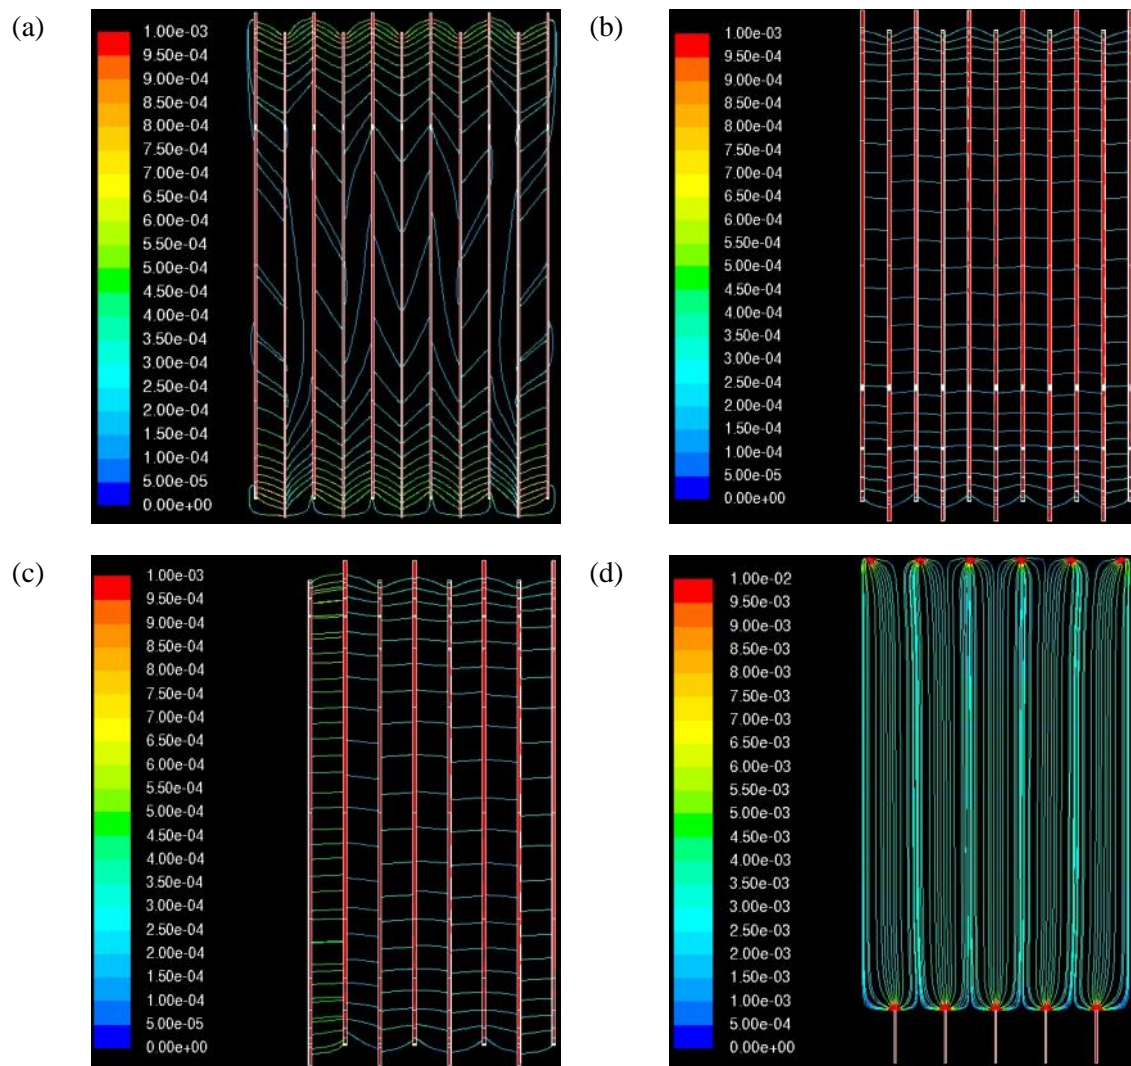 (a)
1.00e-03
9.50e-04
9.00e-04
8.50e-04
8.00e-04
7.50e-04
7.00e-04
6.50e-04
6.00e-04
5.50e-04
5.00e-04
4.50e-04
4.00e-04
3.50e-04
3.00e-04
2.50e-04
2.00e-04
1.50e-04
1.00e-04
5.00e-05
0.00e+00
(b)
1.00e-03
9.50e-04
9.00e-04
8.50e-04
8.00e-04
7.50e-04
7.00e-04
6.50e-04
6.00e-04
5.50e-04
5.00e-04
4.50e-04
4.00e-04
3.50e-04
3.00e-04
2.50e-04
2.00e-04
1.50e-04
1.00e-04
5.00e-05
0.00e+00
(c)
1.00e-03
9.50e-04
9.00e-04
8.50e-04
8.00e-04
7.50e-04
7.00e-04
6.50e-04
6.00e-04
5.50e-04
5.00e-04
4.50e-04
4.00e-04
3.50e-04
3.00e-04
2.50e-04
2.00e-04
1.50e-04
1.00e-04
5.00e-05
0.00e+00
(d)
1.00e-02
9.50e-03
9.00e-03
8.50e-03
8.00e-03
7.50e-03
7.00e-03
6.50e-03
6.00e-03
5.50e-03
5.00e-03
4.50e-03
4.00e-03
3.50e-03
3.00e-03
2.50e-03
2.00e-03
1.50e-03
1.00e-03
5.00e-04
0.00e+00